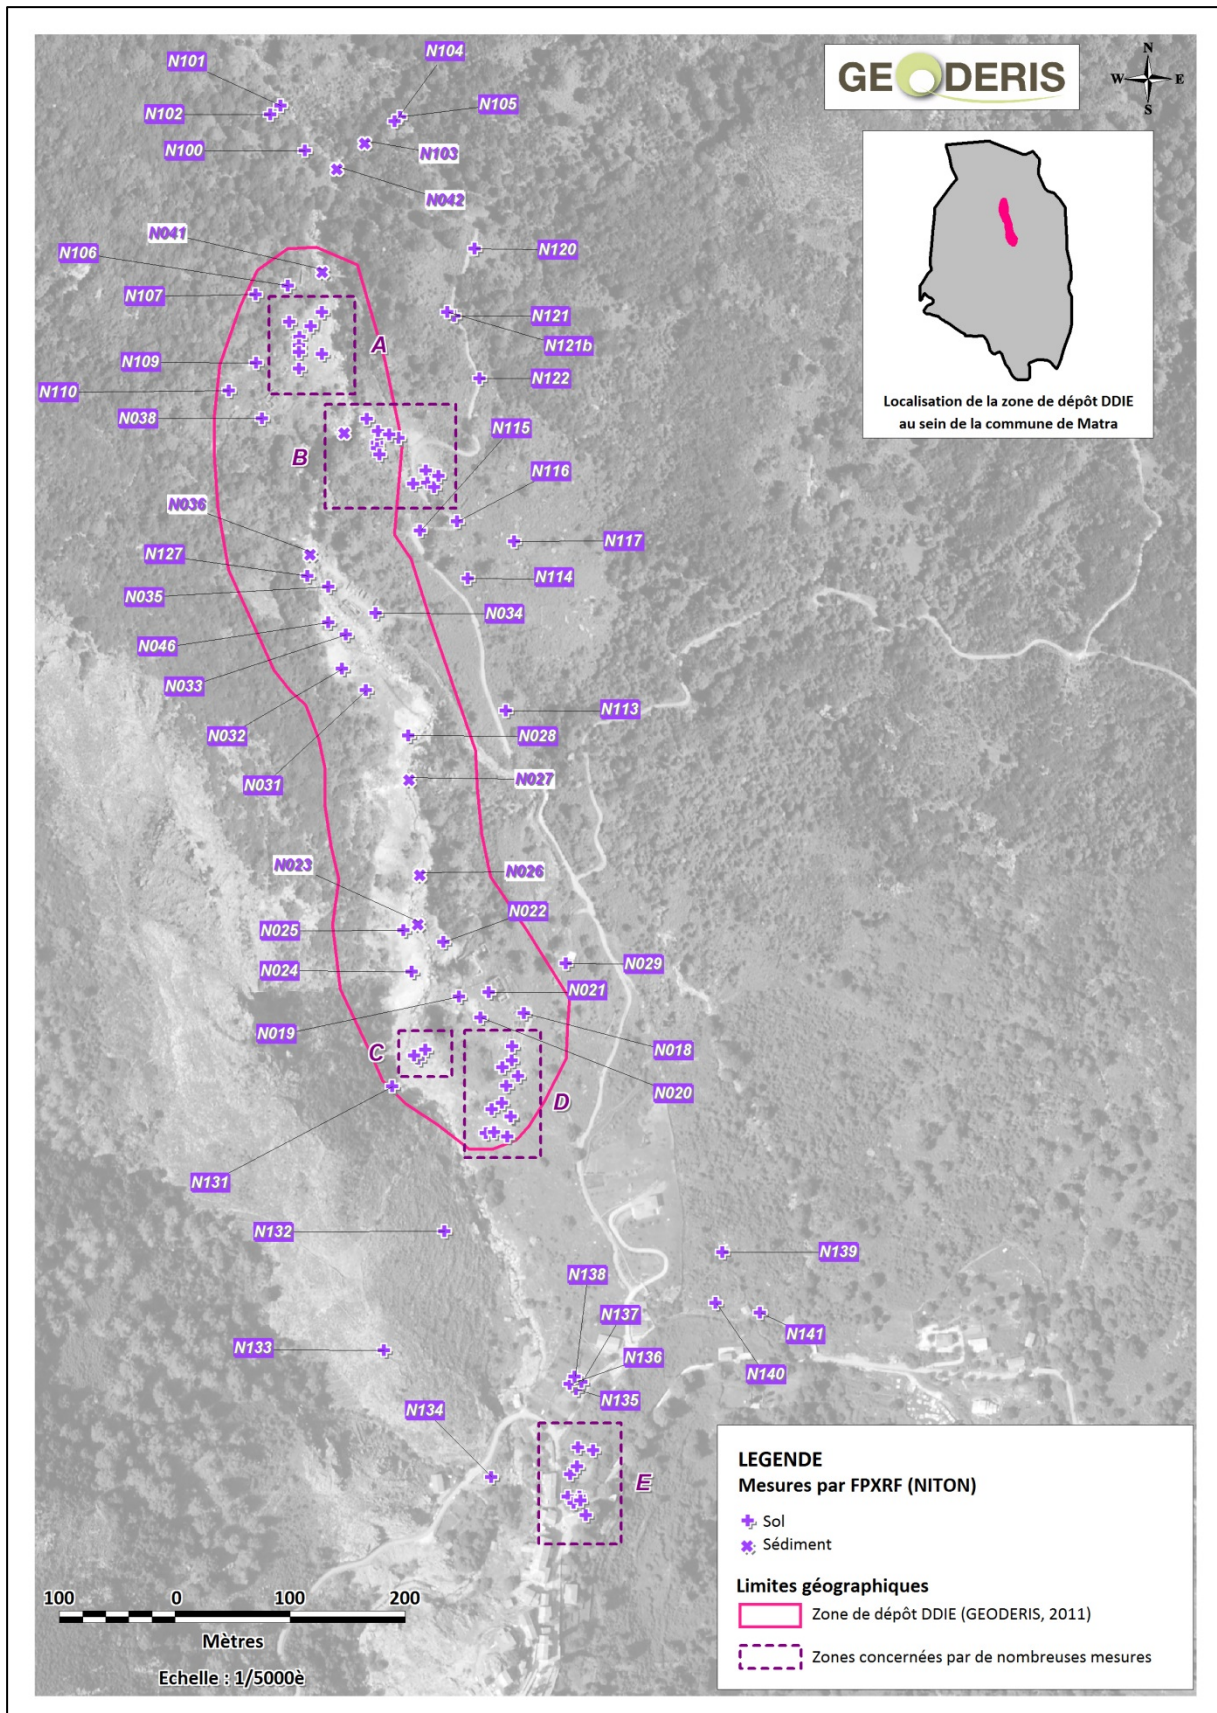 N104
N101
GEODERIS
N
W E
S
N102
N105
N100
N103
N042
N041
N106
N120
N107
N121
A
N121b
N109
N122
N110
Localisation de la zone de dépôt DDIE
au sein de la commune de Matra
N038
N115
B
N116
N036
N117
N127
N114
N035
N034
N046
N033
N113
N032
N028
N031
N027
N023
N026
N022
N025
N029
N024
N021
N019
C
N018
N020
D
N131
N132
N139
N138
N137
N141
N133
N136
N140
N135
N134
E
LEGENDE
Mesures par FPXRF (NITON)
Sol
Sédiment
Limites géographiques
Zone de dépôt DDIE (GEODERIS, 2011)
Zones concernées par de nombreuses mesures
100 0 100 200
Mètres
Echelle : 1/5000è